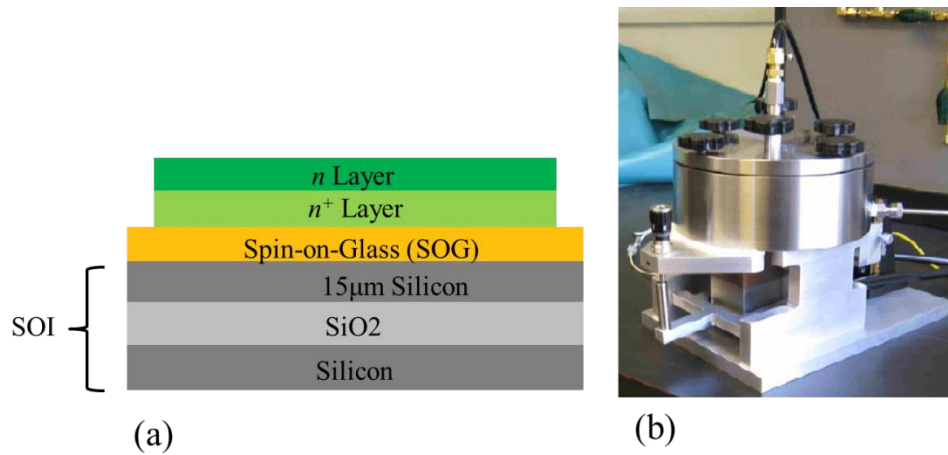 n Layer
n+ Layer
Spin-on-Glass (SOG)
15μm Silicon
SOI
SiO2
Silicon
(a)
(b)